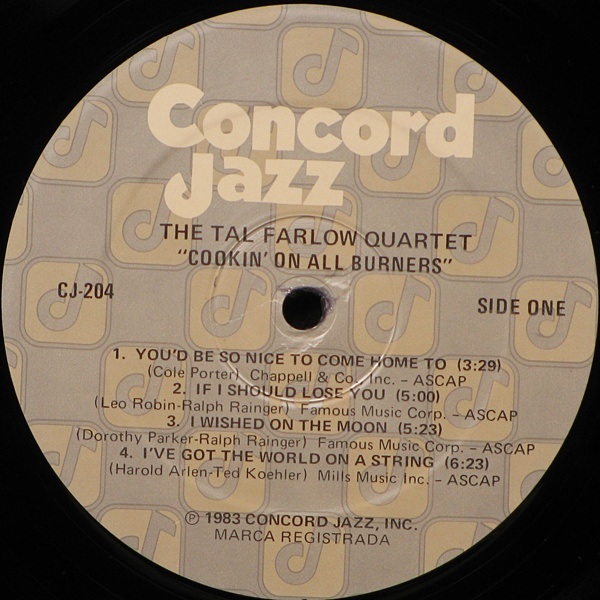 Concord
Jazz
THE TAL FARLOW QUARTET
"COOKIN' ON ALL BURNERS"
CJ-204
SIDE ONE
1. YOU'D BE SO NICE TO COME HOME TO (3:29)
(Cole Porter) Chappell & Co., Inc. – ASCAP
2. IF I SHOULD LOSE YOU (5:00)
(Leo Robin-Ralph Rainger) Famous Music Corp. – ASCAP
3. I WISHED ON THE MOON (5:23)
(Dorothy Parker-Ralph Rainger) Famous Music Corp. – ASCAP
4. I'VE GOT THE WORLD ON A STRING (6:23)
(Harold Arlen-Ted Koehler) Mills Music Inc. – ASCAP
℗ 1983 CONCORD JAZZ, INC.
MARCA REGISTRADA